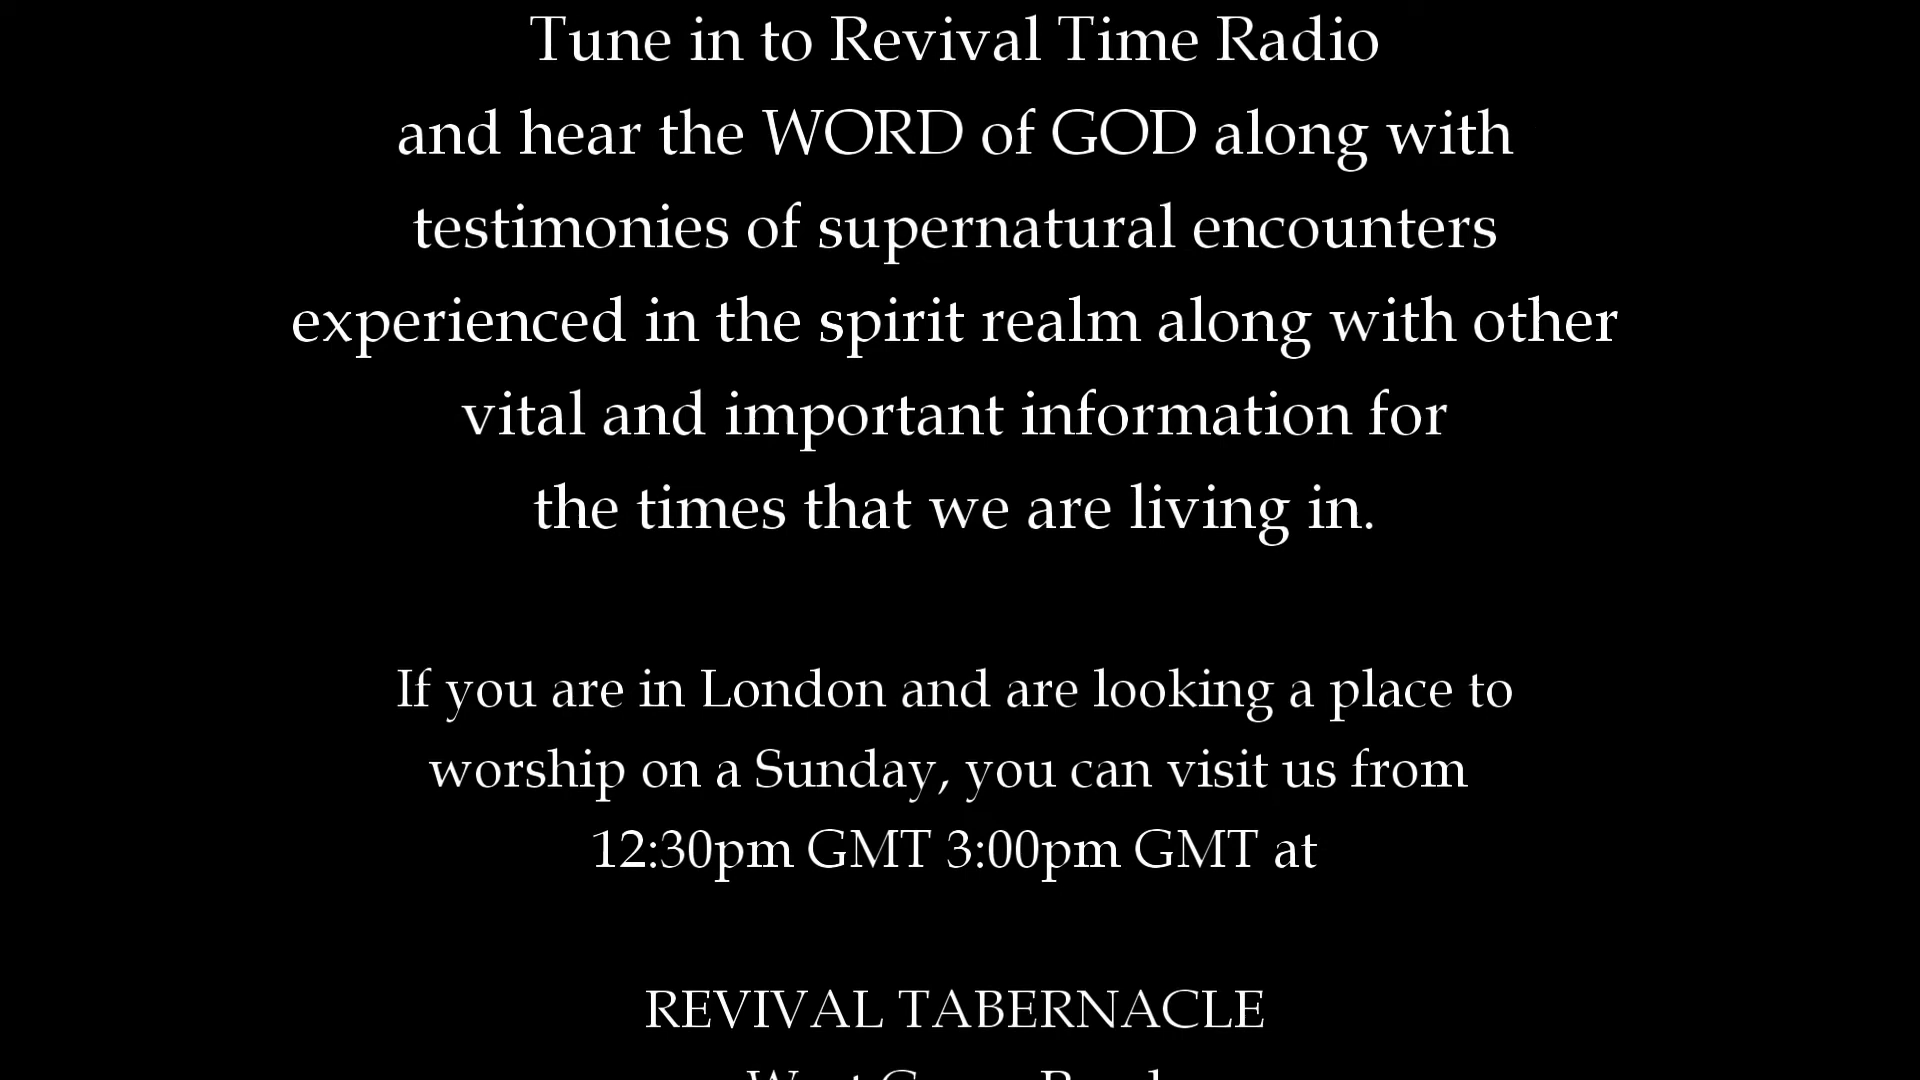 Tune in to Revival Time Radio
and hear the WORD of GOD along with
testimonies of supernatural encounters
experienced in the spirit realm along with other
vital and important information for
the times that we are living in.
If you are in London and are looking a place to
worship on a Sunday, you can visit us from
12:30pm GMT 3:00pm GMT at
REVIVAL TABERNACLE